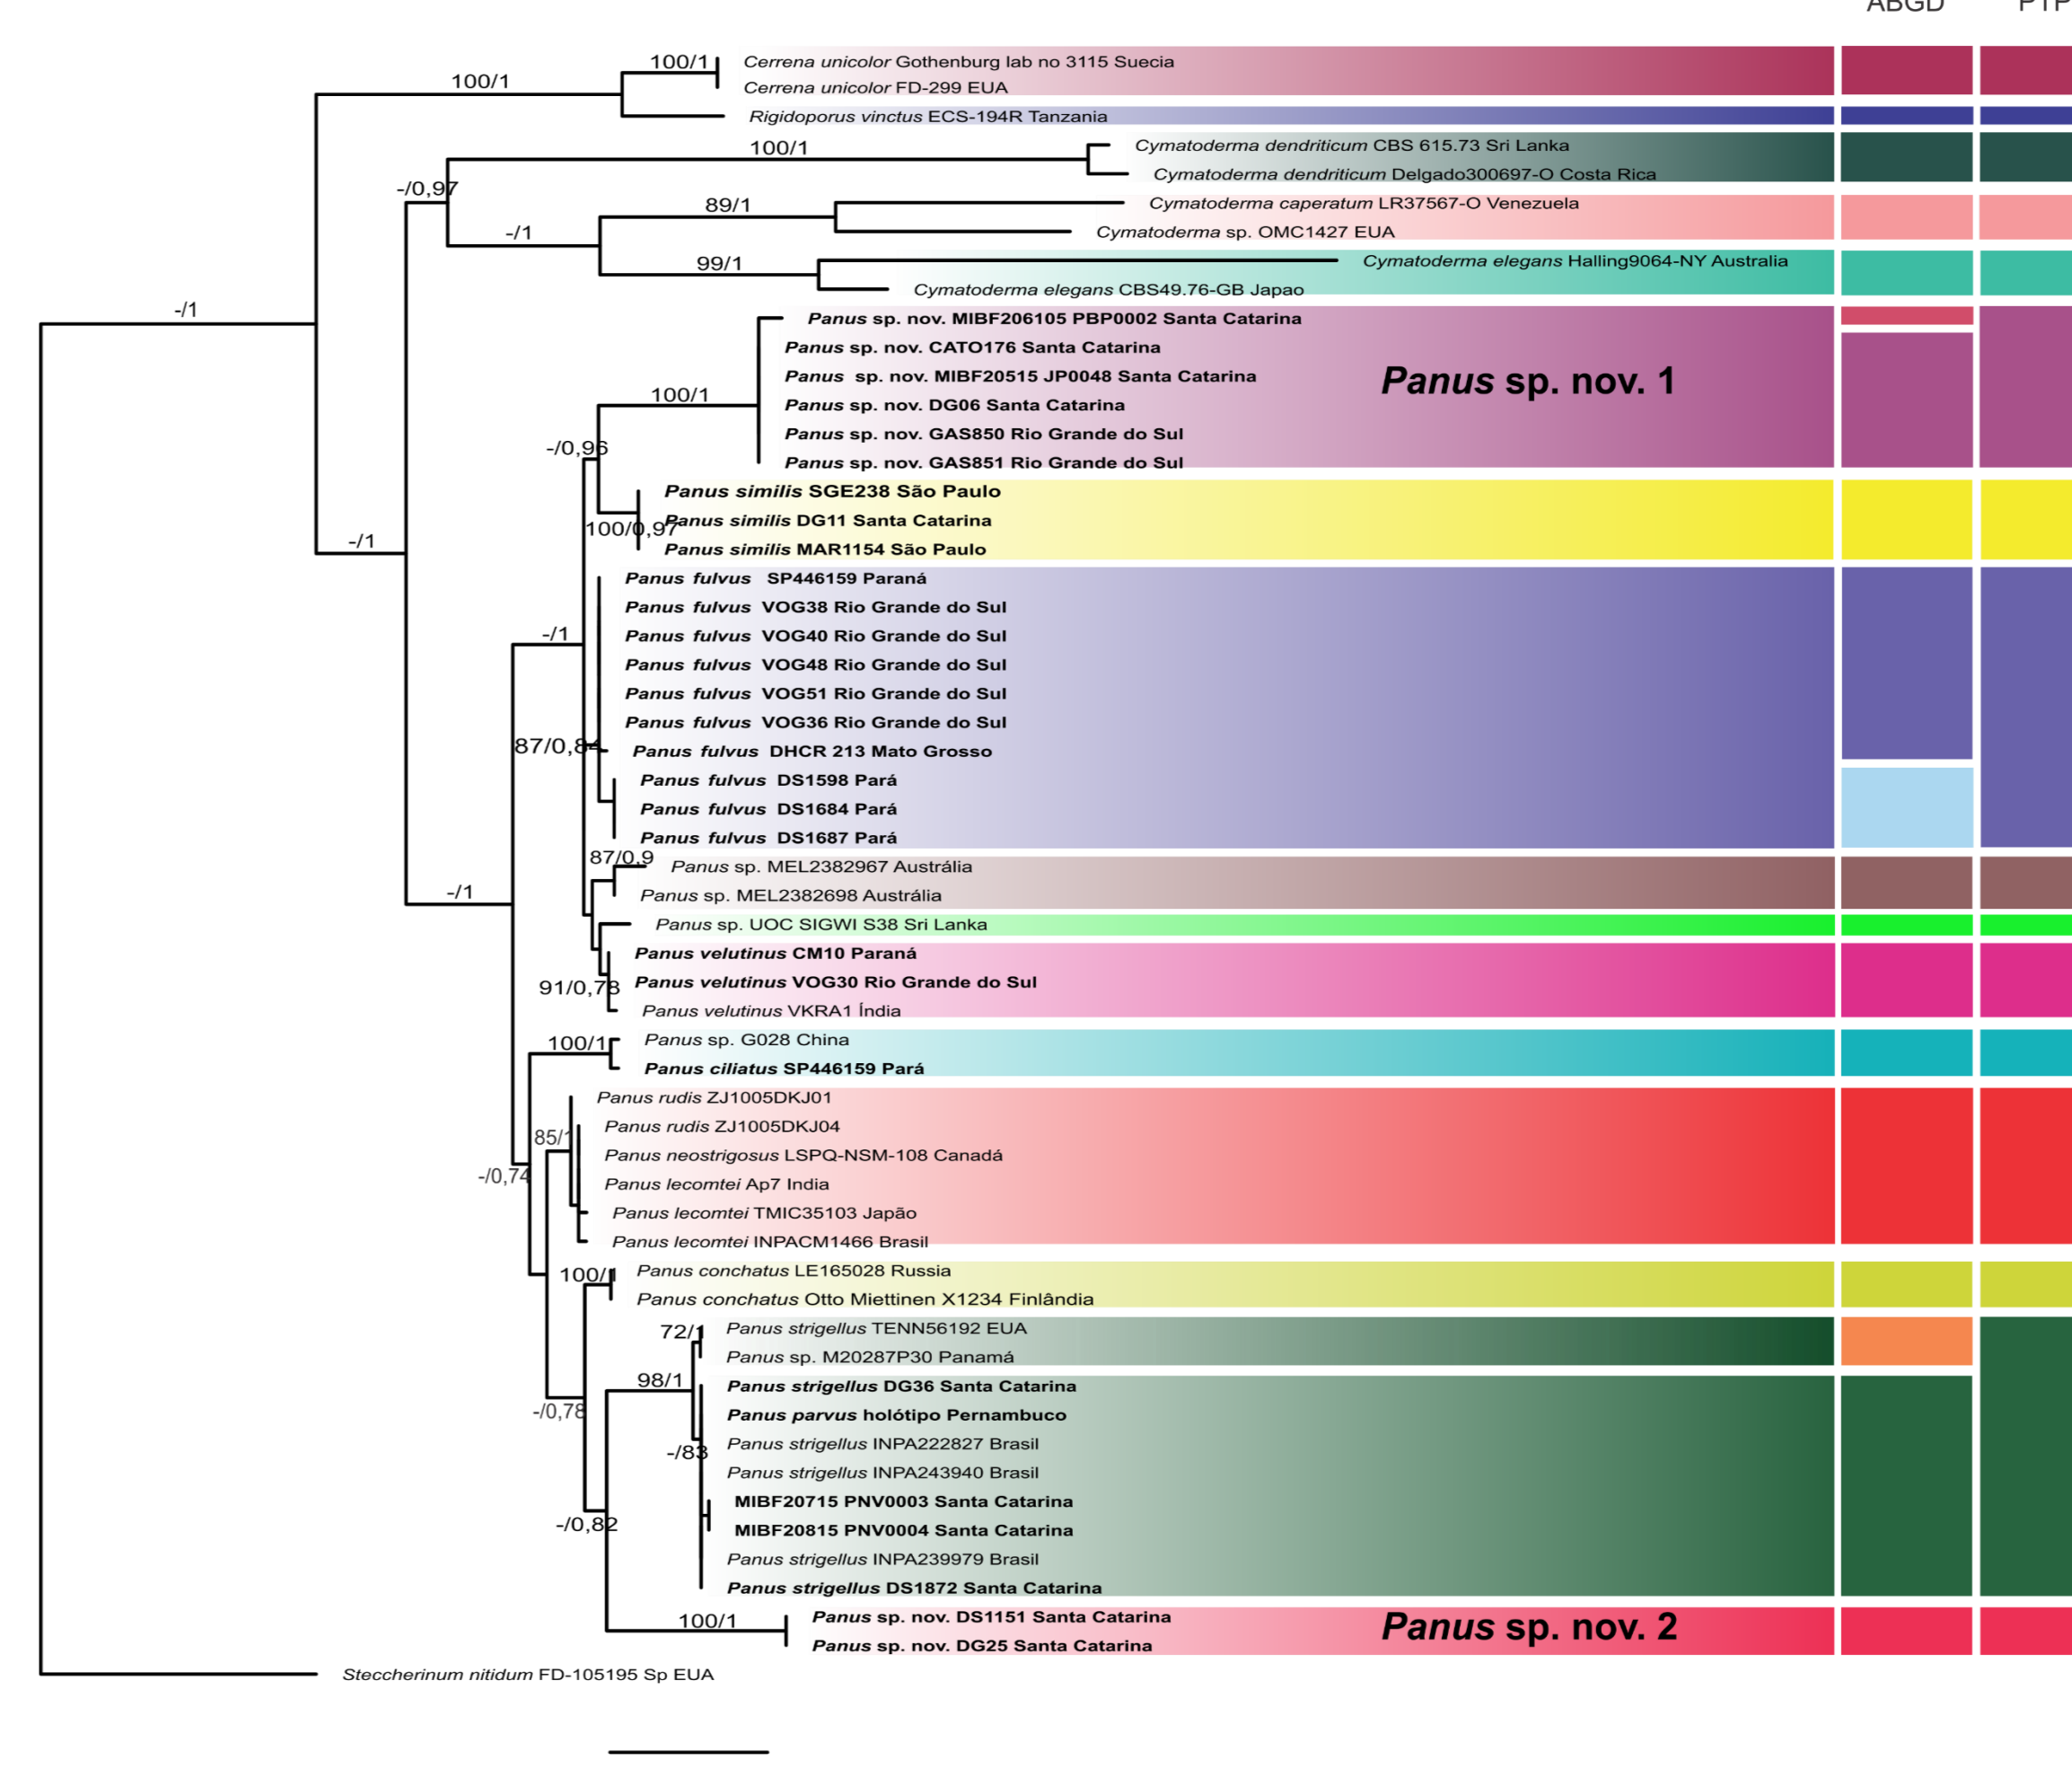 ABGD PTP
100/1
Cerrena unicolor Gothenburg lab no 3115 Suecia
100/1
Cerrena unicolor FD-299 EUA
Rigidoporus vinctus ECS-194R Tanzania
100/1
Cymatoderma dendriticum CBS 615.73 Sri Lanka
Cymatoderma dendriticum Delgado300697-O Costa Rica
-/0,97
89/1
Cymatoderma caperatum LR37567-O Venezuela
-/1
Cymatoderma sp. OMC1427 EUA
99/1
Cymatoderma elegans Halling9064-NY Australia
Cymatoderma elegans CBS49.76-GB Japao
-/1
Panus sp. nov. MIBF206105 PBP0002 Santa Catarina
Panus sp. nov. CATO176 Santa Catarina
Panus sp. nov. MIBF20515 JP0048 Santa Catarina
Panus sp. nov. 1
100/1
Panus sp. nov. DG06 Santa Catarina
Panus sp. nov. GAS850 Rio Grande do Sul
-/0,96
Panus sp. nov. GAS851 Rio Grande do Sul
Panus similis SGE238 São Paulo
Panus similis DG11 Santa Catarina
100/0,97
-/1
Panus similis MAR1154 São Paulo
Panus fulvus SP446159 Paraná
Panus fulvus VOG38 Rio Grande do Sul
-/1
Panus fulvus VOG40 Rio Grande do Sul
Panus fulvus VOG48 Rio Grande do Sul
Panus fulvus VOG51 Rio Grande do Sul
Panus fulvus VOG36 Rio Grande do Sul
87/0,84
Panus fulvus DHCR 213 Mato Grosso
Panus fulvus DS1598 Pará
Panus fulvus DS1684 Pará
Panus fulvus DS1687 Pará
87/0,9
Panus sp. MEL2382967 Austrália
-/1
Panus sp. MEL2382698 Austrália
Panus sp. UOC SIGWI S38 Sri Lanka
Panus velutinus CM10 Paraná
Panus velutinus VOG30 Rio Grande do Sul
91/0,78
Panus velutinus VKRA1 Índia
100/1
Panus sp. G028 China
Panus ciliatus SP446159 Pará
Panus rudis ZJ1005DKJ01
Panus rudis ZJ1005DKJ04
85/1
Panus neostrigosus LSPQ-NSM-108 Canadá
-/0,74
Panus lecomtei Ap7 India
Panus lecomtei TMIC35103 Japão
Panus lecomtei INPACM1466 Brasil
100/1
Panus conchatus LE165028 Russia
Panus conchatus Otto Miettinen X1234 Finlândia
72/1
Panus strigellus TENN56192 EUA
Panus sp. M20287P30 Panamá
98/1
Panus strigellus DG36 Santa Catarina
-/0,78
Panus parvus holótipo Pernambuco
Panus strigellus INPA222827 Brasil
-/83
Panus strigellus INPA243940 Brasil
MIBF20715 PNV0003 Santa Catarina
-/0,82
MIBF20815 PNV0004 Santa Catarina
Panus strigellus INPA239979 Brasil
Panus strigellus DS1872 Santa Catarina
100/1
Panus sp. nov. DS1151 Santa Catarina
Panus sp. nov. 2
Panus sp. nov. DG25 Santa Catarina
Steccherinum nitidum FD-105195 Sp EUA